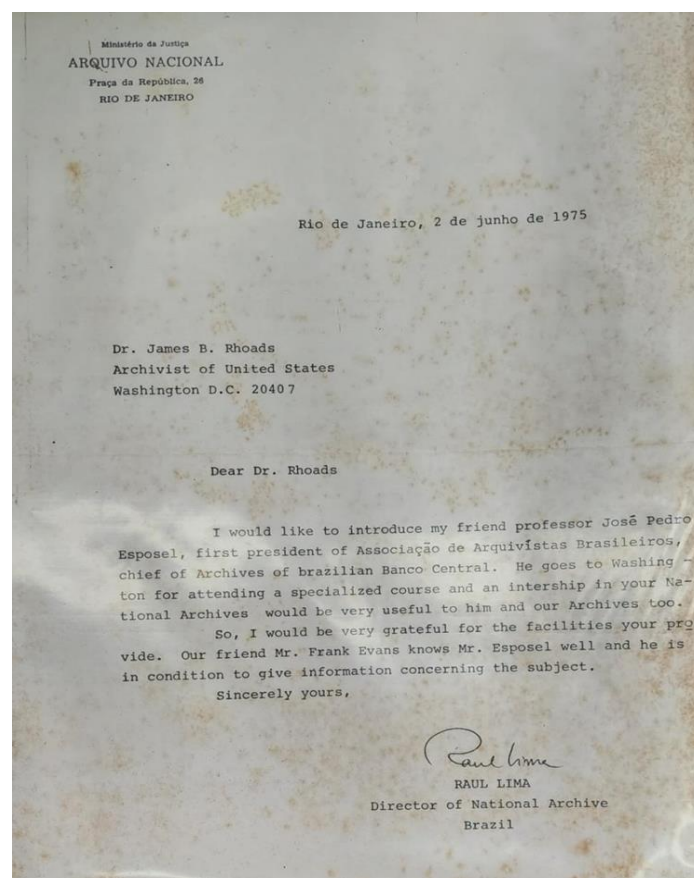 Ministério da Justiça
ARQUIVO NACIONAL
Praça da República, 26
RIO DE JANEIRO
Rio de Janeiro, 2 de junho de 1975
Dr. James B. Rhoads
Archivist of United States
Washington D.C. 20407
Dear Dr. Rhoads
I would like to introduce my friend professor José Pedro
Esposel, first president of Associação de Arquivístas Brasileiros,
chief of Archives of brazilian Banco Central. He goes to Washing -
ton for attending a specialized course and an intership in your Na-
tional Archives would be very useful to him and our Archives too.
So, I would be very grateful for the facilities your pro
vide. Our friend Mr. Frank Evans knows Mr. Esposel well and he is
in condition to give information concerning the subject.
Sincerely yours,
Raul Lima
RAUL LIMA
Director of National Archive
Brazil